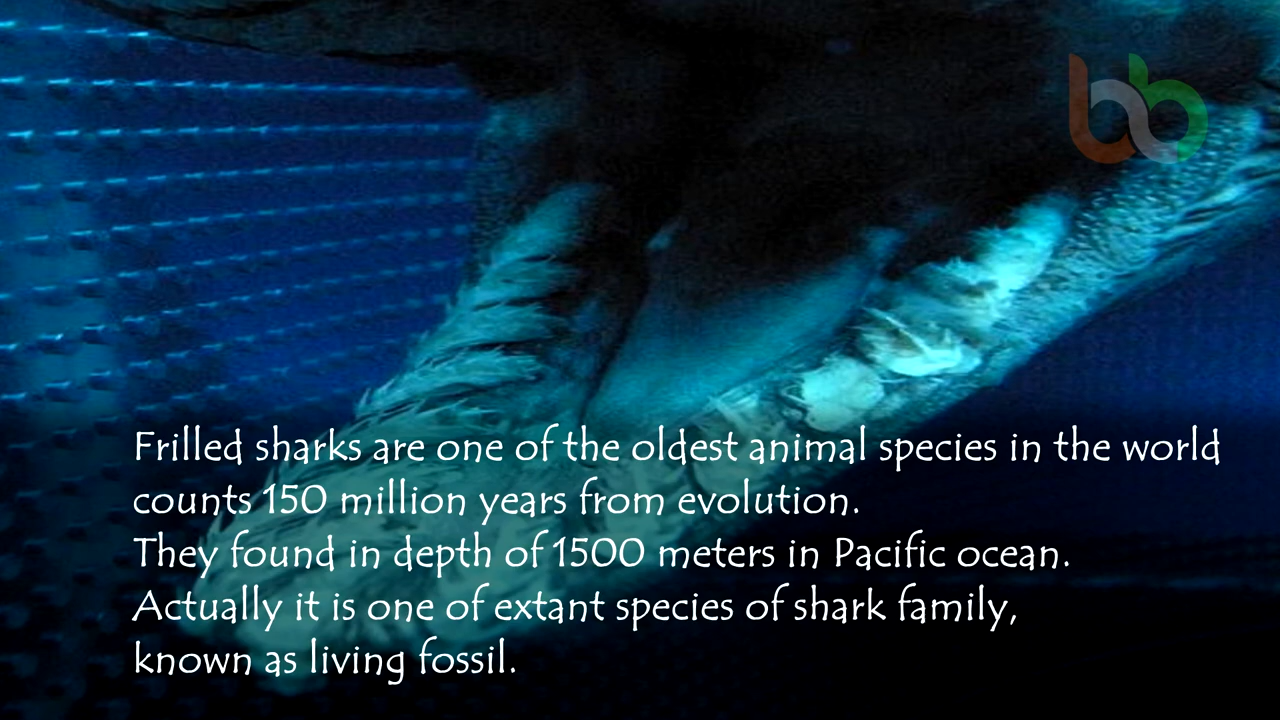 bb
Frilled sharks are one of the oldest animal species in the world
counts 150 million years from evolution.
They found in depth of 1500 meters in Pacific ocean.
Actually it is one of extant species of shark family,
known as living fossil.